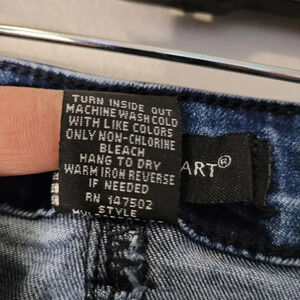 TURN INSIDE OUT
MACHINE WASH COLD
WITH LIKE COLORS
ONLY NON-CHLORINE
BLEACH
HANG TO DRY
WARM IRON REVERSE
IF NEEDED
RN 147502
STYLE
ART®